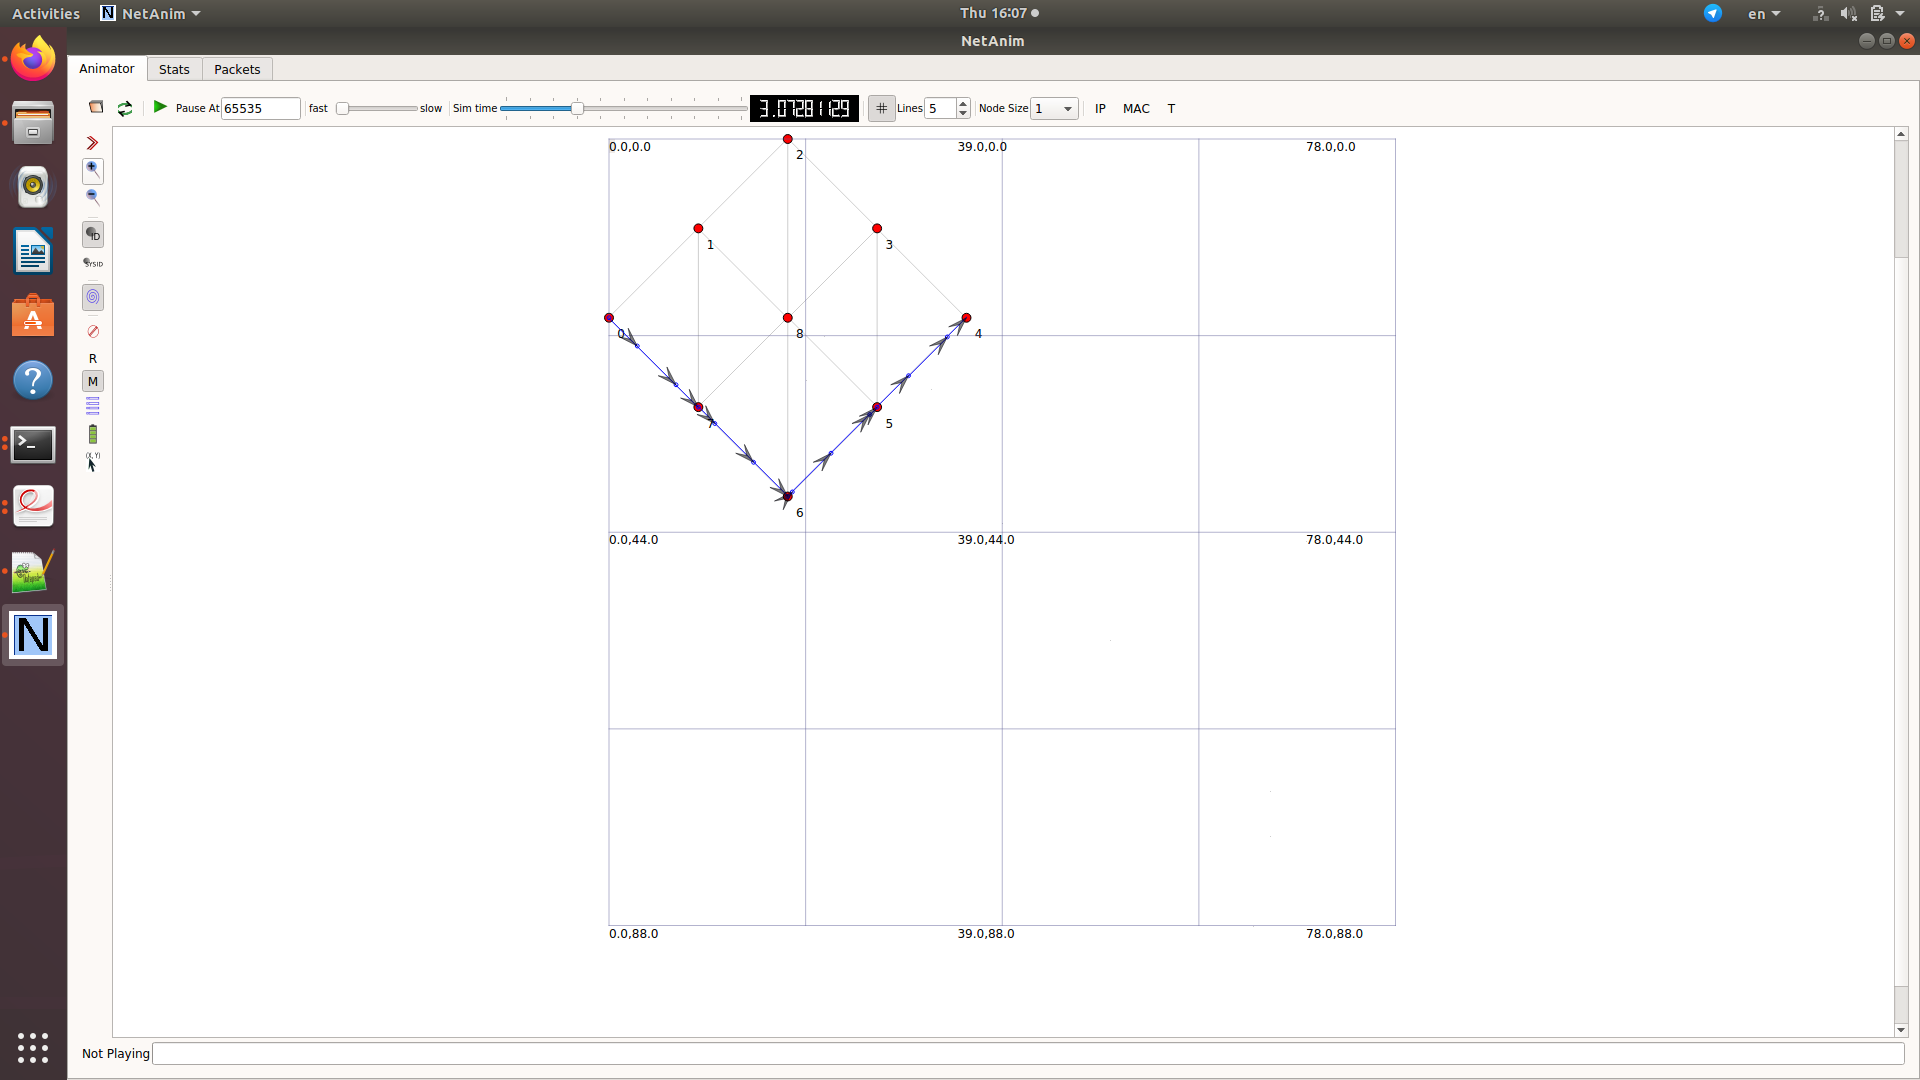 Activities NetAnim Thu 16:07 en
NetAnim
Animator Stats Packets
Pause At 65535 fast slow Sim time 3.07281129 Lines 5 Node Size 1 IP MAC T
0.0,0.0 39.0,0.0 78.0,0.0
2
ID
1 3
SYSID
0 8 4
R
M
7 5
(X, Y)
6
0.0,44.0 39.0,44.0 78.0,44.0
N
0.0,88.0 39.0,88.0 78.0,88.0
Not Playing